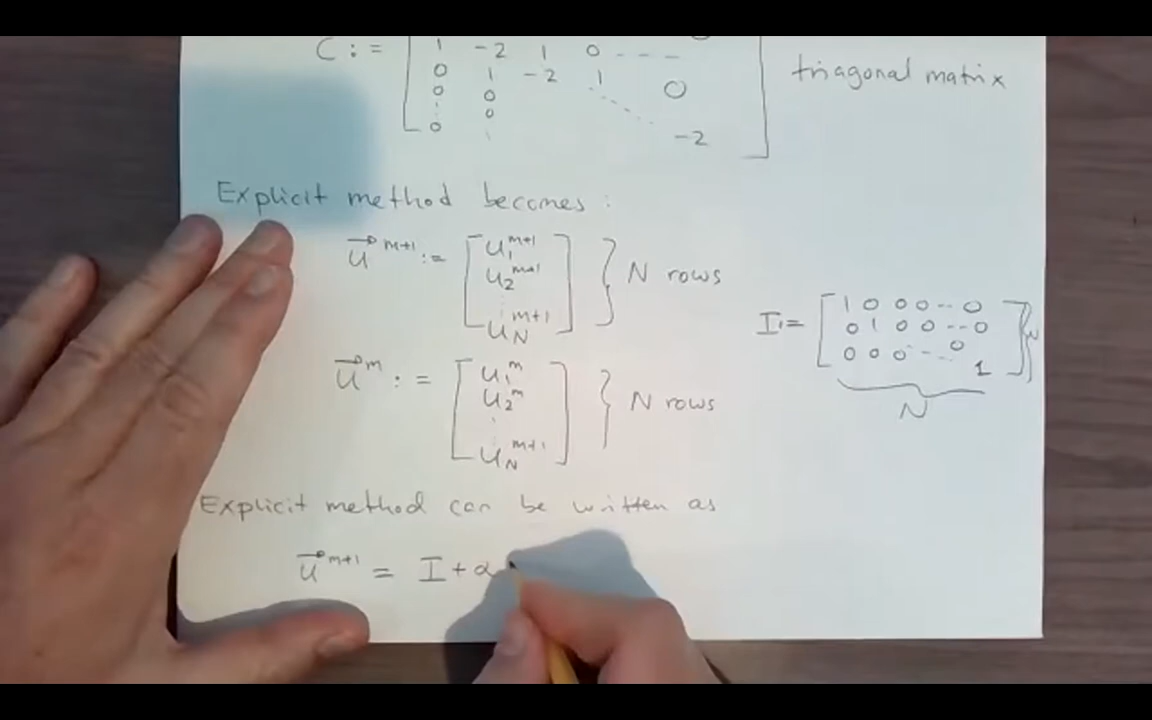 C := [ 1 -2 1 0 - - - 0
0 1 -2 1
0 0 0 triagonal matrix
⋮ 0
0 ⋮ -2 ]
Explicit method becomes :
u⃗^{m+1} := [ u_1^{m+1}
u_2^{m+1} } N rows
⋮
u_N^{m+1} ]
I := [ 1 0 0 0 -- 0
0 1 0 0 -- 0
0 0 0 -- 0
1 ] } N
N
u⃗^m := [ u_1^m
u_2^m } N rows
⋮
u_N^{m+1} ]
Explicit method can be written as
u⃗^{m+1} = I + α